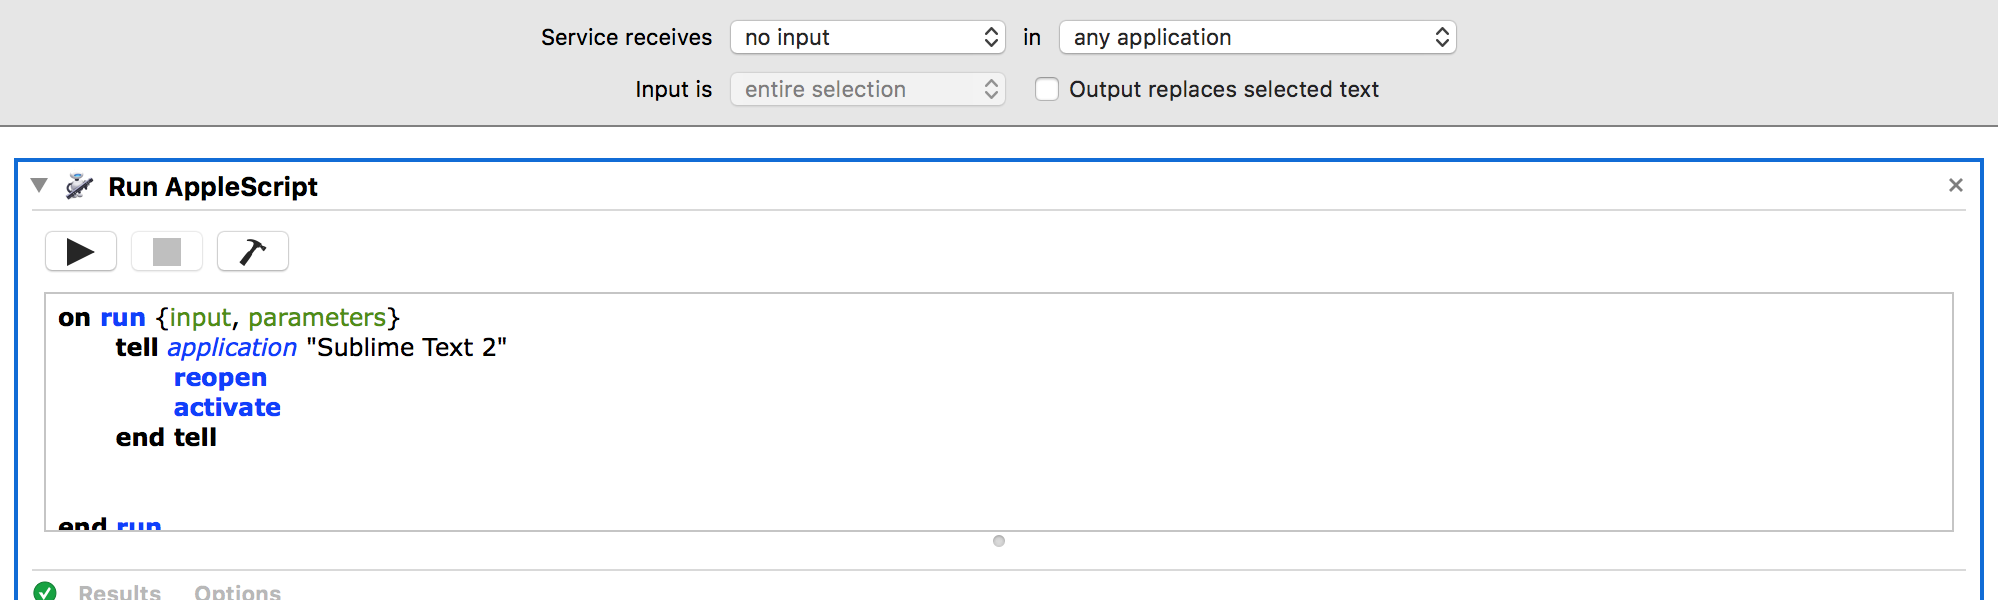 Service receives no input in any application
Input is entire selection Output replaces selected text
Run AppleScript
on run {input, parameters}
tell application "Sublime Text 2"
reopen
activate
end tell
end run
Results Options